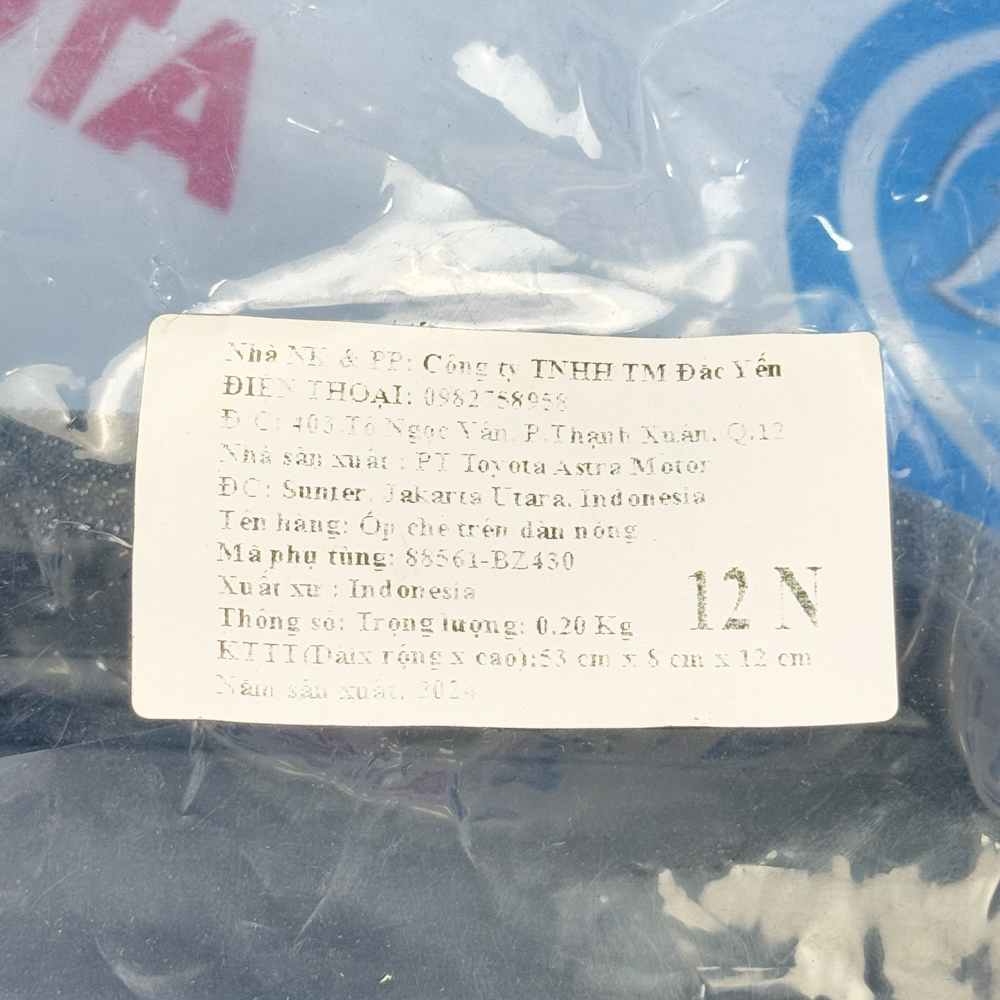 OTA
Nhà NK & PP: Công ty TNHH TM Đắc Yến
ĐIỆN THOẠI: 0982758958
Đ/C: 403 Tô Ngọc Vân, P.Thạnh Xuân, Q.12
Nhà sản xuất : PT Toyota Astra Motor
ĐC: Sunter, Jakarta Utara, Indonesia
Tên hàng: Ốp che trên dàn nóng
Mã phụ tùng: 88561-BZ430
Xuất xứ : Indonesia
12 N
Thông số: Trọng lượng: 0.20 Kg
KTTT(Dàix rộng x cao):53 cm x 8 cm x 12 cm
Năm sản xuất: 2024